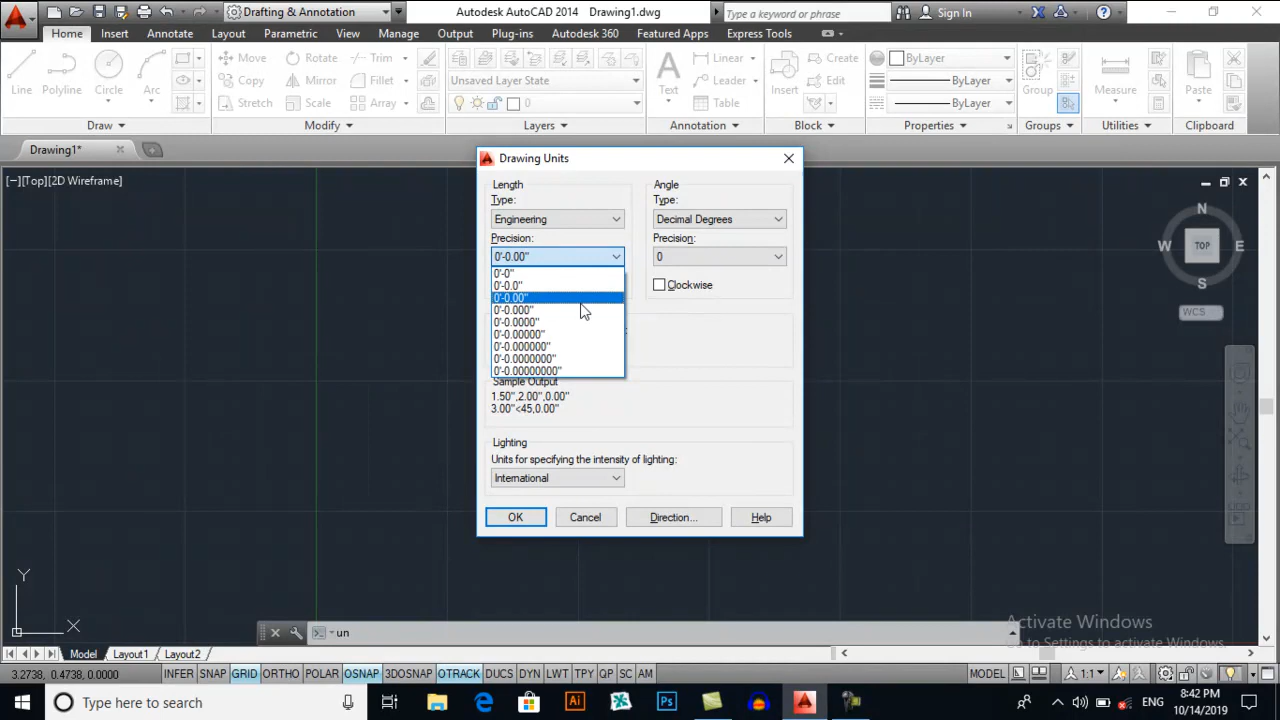 Drafting & Annotation
Autodesk AutoCAD 2014 Drawing1.dwg
Type a keyword or phrase
Sign In
Home Insert Annotate Layout Parametric View Manage Output Plug-ins Autodesk 360 Featured Apps Express Tools
Line Polyline Circle Arc
Move Rotate Trim
Copy Mirror Fillet
Stretch Scale Array
Unsaved Layer State
0
Text
Linear
Leader
Table
Insert
Create
Edit
ByLayer
ByLayer
ByLayer
Group
Measure
Paste
Draw Modify Layers Annotation Block Properties Groups Utilities Clipboard
Drawing1*
[−][Top][2D Wireframe]
N
W TOP E
S
WCS
Drawing Units
Length
Type:
Engineering
Precision:
0'-0.00"
0'-0"
0'-0.0"
0'-0.00"
0'-0.000"
0'-0.0000"
0'-0.00000"
0'-0.000000"
0'-0.0000000"
0'-0.00000000"
Angle
Type:
Decimal Degrees
Precision:
0
Clockwise
Sample Output
1.50",2.00",0.00"
3.00"<45,0.00"
Lighting
Units for specifying the intensity of lighting:
International
OK Cancel Direction... Help
Y
X
un
Activate Windows
Go to Settings to activate Windows.
Model Layout1 Layout2
3.2738, 0.4738, 0.0000 INFER SNAP GRID ORTHO POLAR OSNAP 3DOSNAP OTRACK DUCS DYN LWT TPY QP SC AM MODEL 1:1
Type here to search
Ai
Ps
ENG
8:42 PM
10/14/2019